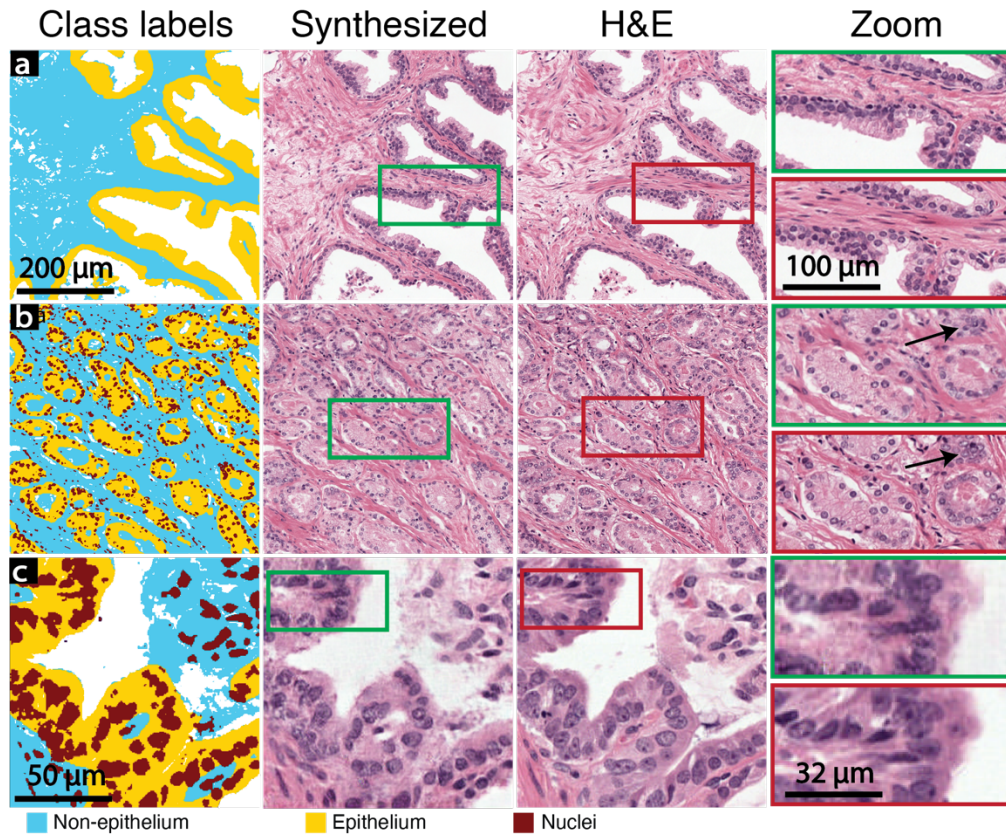 Class labels Synthesized H&E Zoom
a
200 µm
100 µm
b
c
50 µm
32 µm
Non-epithelium Epithelium Nuclei